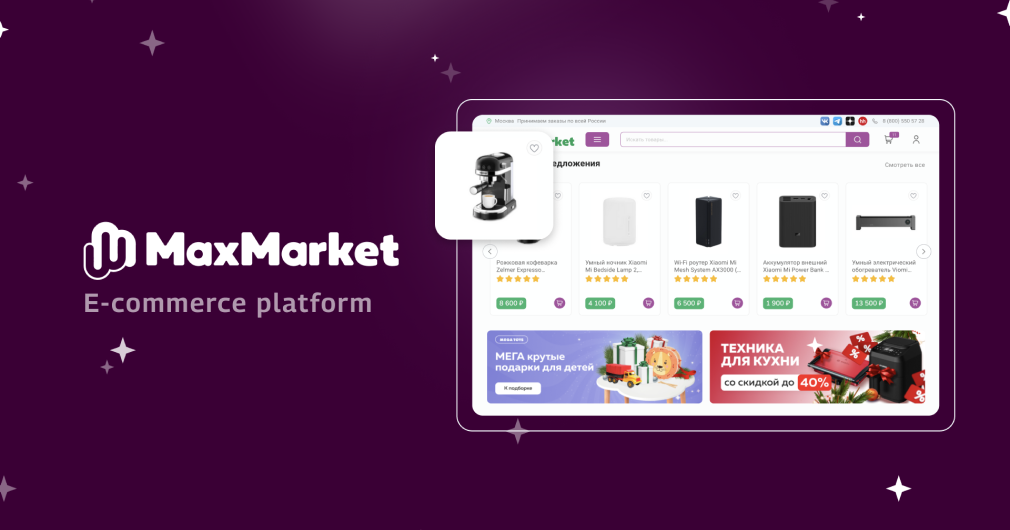 MaxMarket
E-commerce platform
Москва Принимаем заказы по всей России
8 (800) 550 57 25
rket
Искать товары...
едложения
Смотреть все
Рожковая кофеварка
Zelmer Expresso...
8 600 ₽
Умный ночник Xiaomi
Mi Bedside Lamp 2,...
4 100 ₽
Wi-Fi роутер Xiaomi Mi
Mesh System AX3000 (...
6 500 ₽
Аккумулятор внешний
Xiaomi Mi Power Bank ...
1 900 ₽
Умный электрический
обогреватель Viomi...
13 500 ₽
МЕГА крутые
подарки для детей
К подборке
ТЕХНИКА
ДЛЯ КУХНИ
со скидкой до 40%